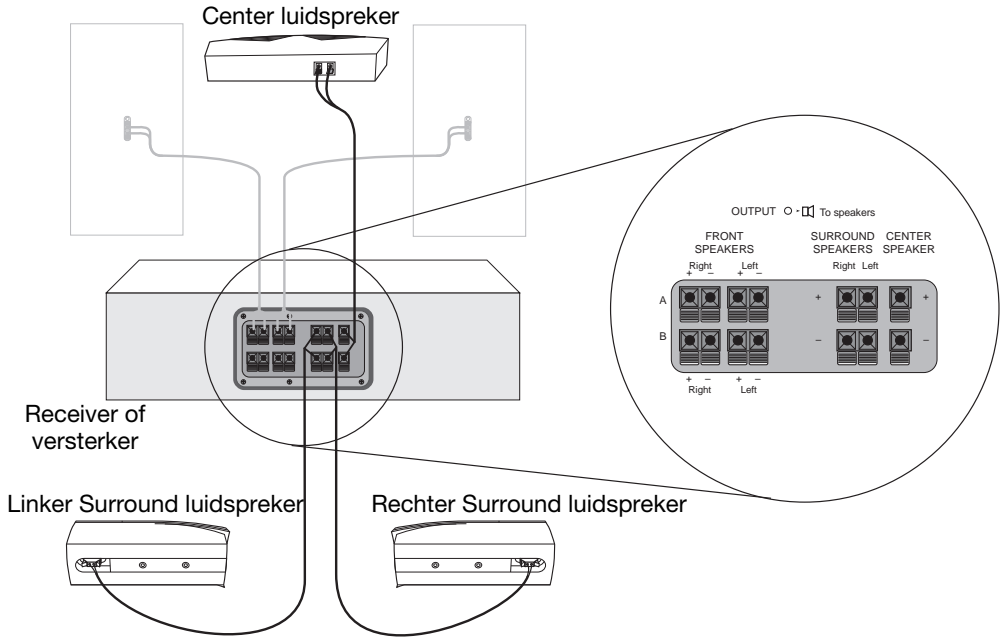 Center luidspreker
OUTPUT To speakers
FRONT SPEAKERS
SURROUND SPEAKERS
CENTER SPEAKER
Right Left
+ – + –
Right Left
A
+ +
B
– –
+ – + –
Right Left
Receiver of
versterker
Linker Surround luidspreker
Rechter Surround luidspreker